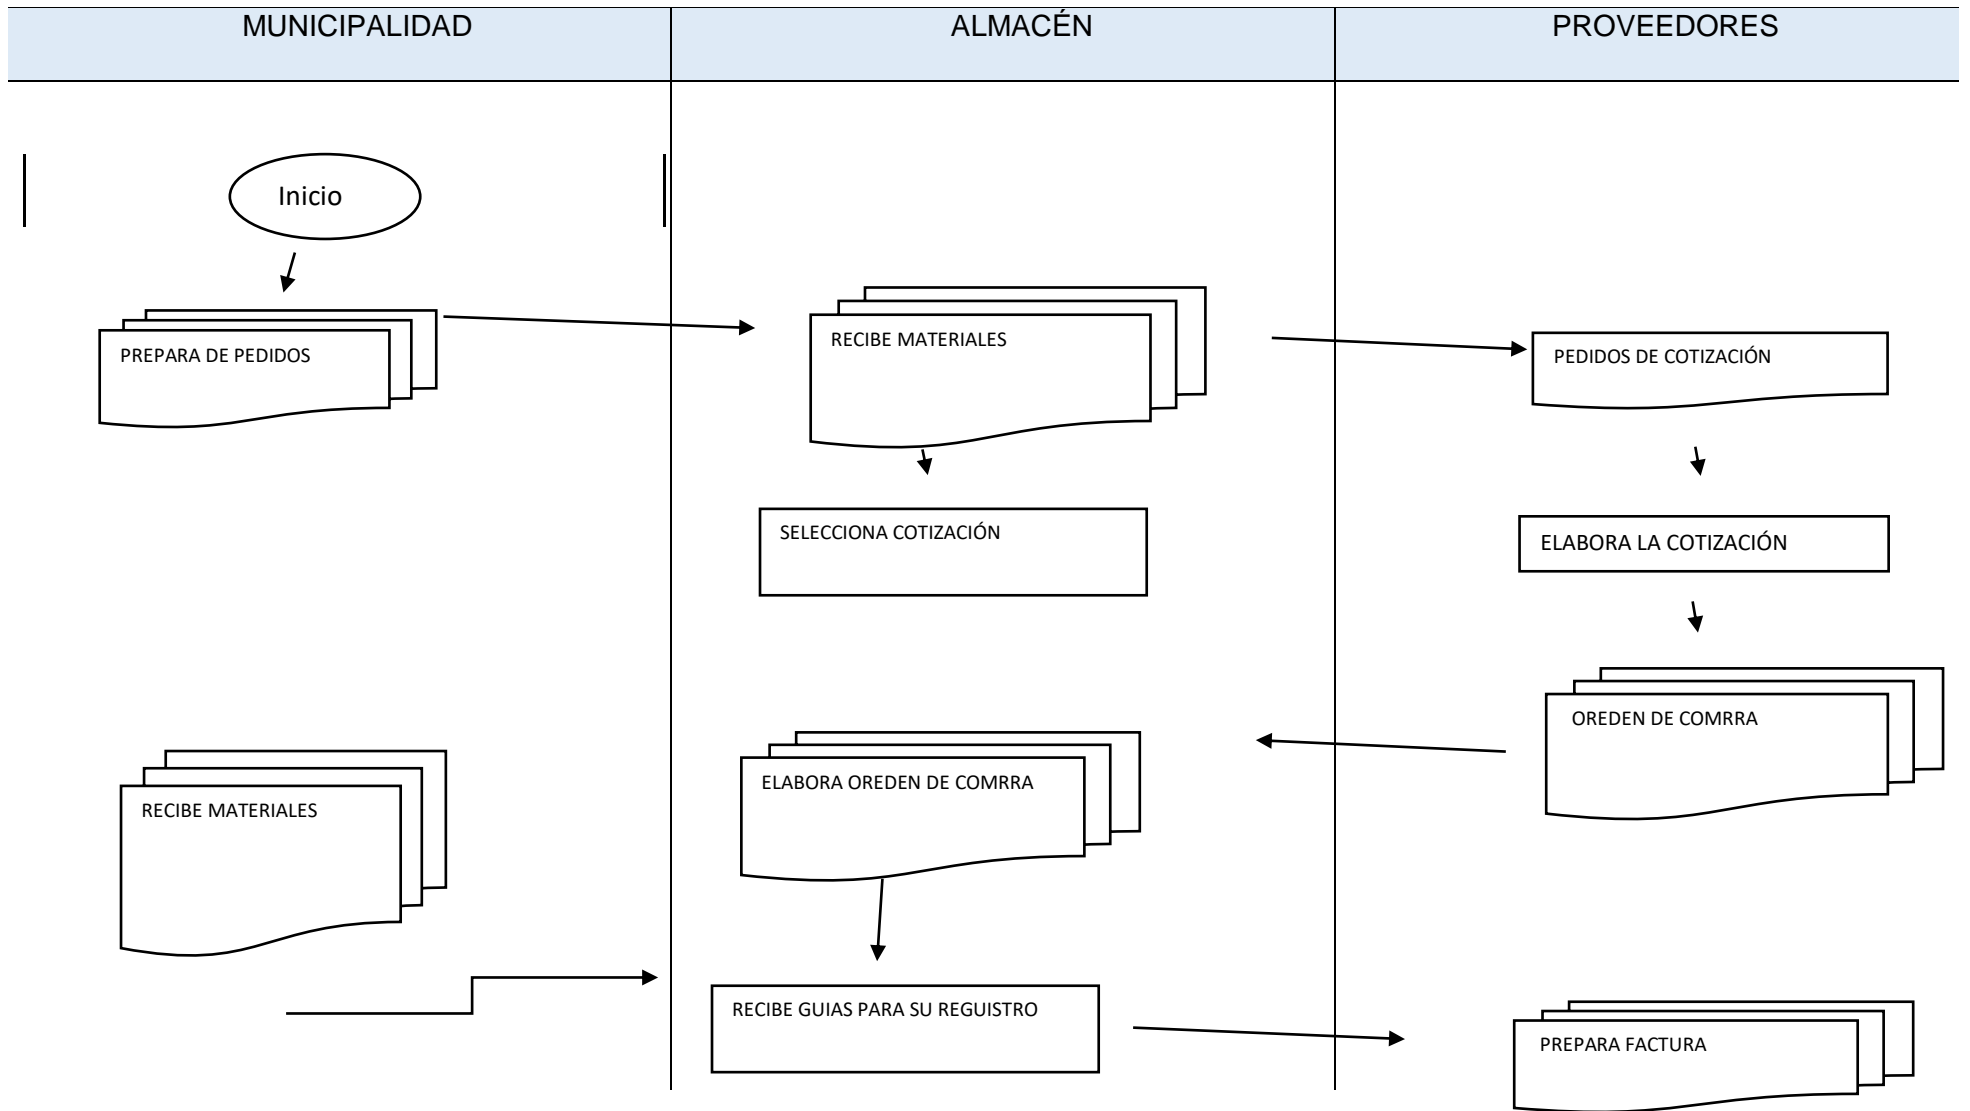 MUNICIPALIDAD
ALMACÉN
PROVEEDORES
Inicio
PREPARA DE PEDIDOS
RECIBE MATERIALES
PEDIDOS DE COTIZACIÓN
SELECCIONA COTIZACIÓN
ELABORA LA COTIZACIÓN
OREDEN DE COMRRA
RECIBE MATERIALES
ELABORA OREDEN DE COMRRA
RECIBE GUIAS PARA SU REGUISTRO
PREPARA FACTURA